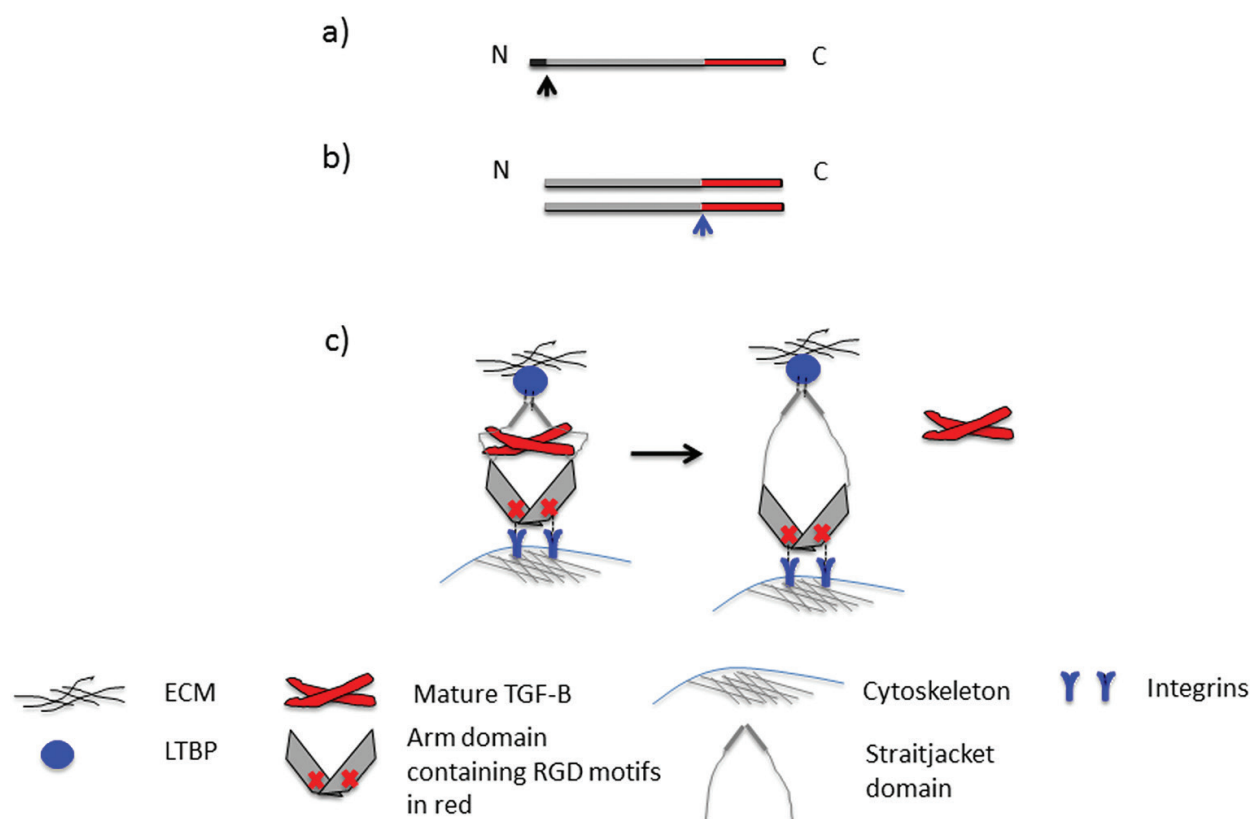 a)
N
C
b)
N
C
c)
ECM
Mature TGF-B
Cytoskeleton
Integrins
LTBP
Arm domain
containing RGD motifs
in red
Straitjacket
domain